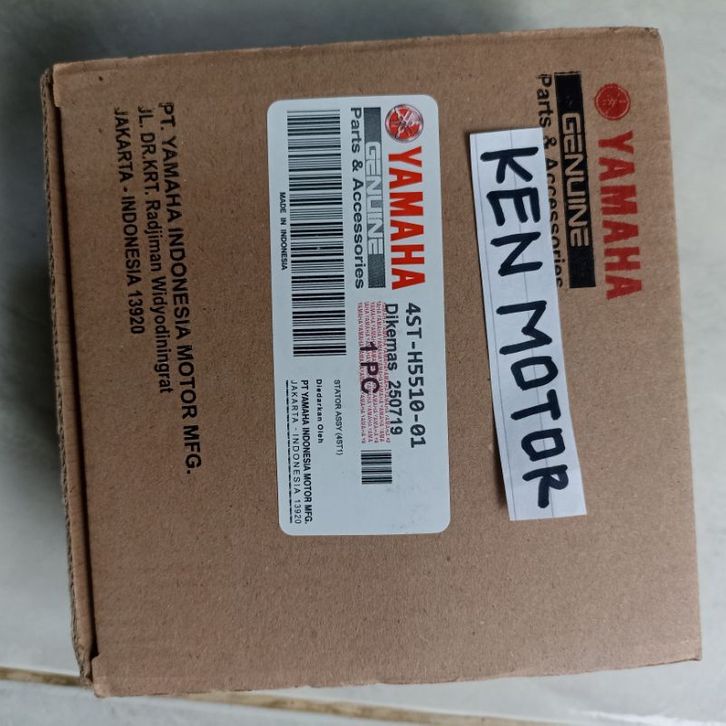 YAMAHA
GENUINE
Parts & Accessories
KEN MOTOR
YAMAHA
GENUINE
Parts & Accessories
MADE IN INDONESIA
4ST-H5510-01
Dikemas 250719
1 PC
STATOR ASSY (4ST1)
Diedarkan Oleh
PT YAMAHA INDONESIA MOTOR MFG.
JAKARTA - INDONESIA 13920
PT. YAMAHA INDONESIA MOTOR MFG.
JL. DR.KRT. Radjiman Widyodiningrat
JAKARTA - INDONESIA 13920